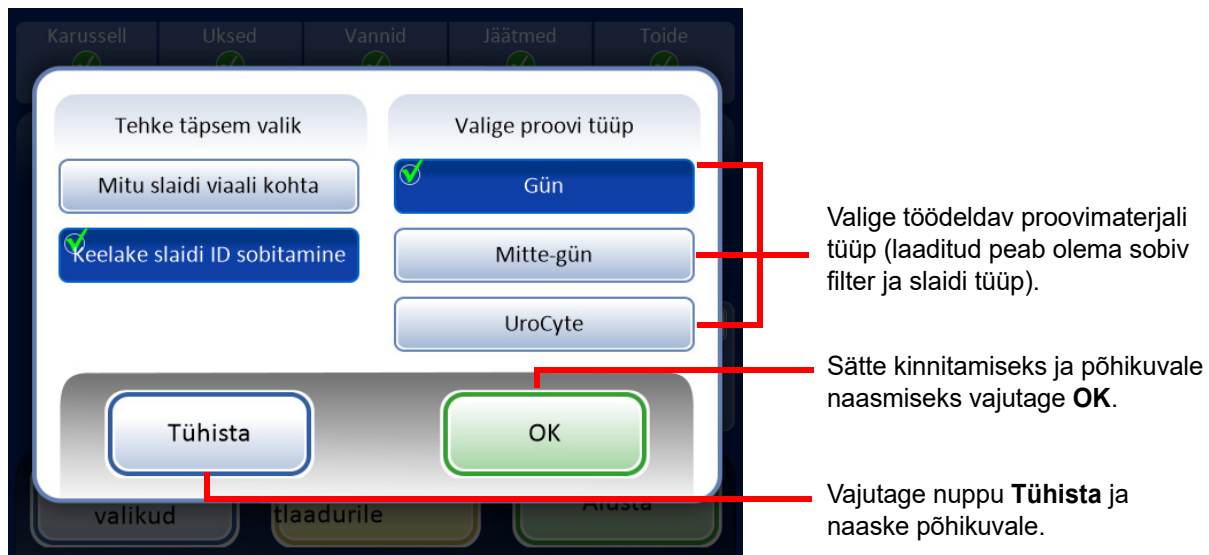 Karussell Uksed Vannid Jäätmed Toide
Tehke täpsem valik
Valige proovi tüüp
Mitu slaidi viaali kohta
Gün
Keelake slaidi ID sobitamine
Mitte-gün
UroCyte
Tühista
OK
valikud
tlaadurile
Alusta
Valige töödeldav proovimaterjali
tüüp (laaditud peab olema sobiv
filter ja slaidi tüüp).
Sätte kinnitamiseks ja põhikuvale
naasmiseks vajutage OK.
Vajutage nuppu Tühista ja
naaske põhikuvale.